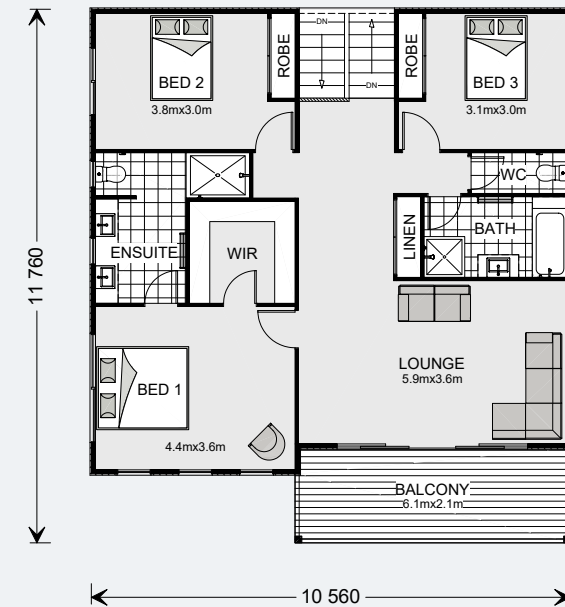 DN
DN
ROBE
ROBE
BED 2
3.8mx3.0m
BED 3
3.1mx3.0m
WC
ENSUITE
WIR
LINEN
BATH
11 760
LOUNGE
5.9mx3.6m
BED 1
4.4mx3.6m
BALCONY
6.1mx2.1m
10 560